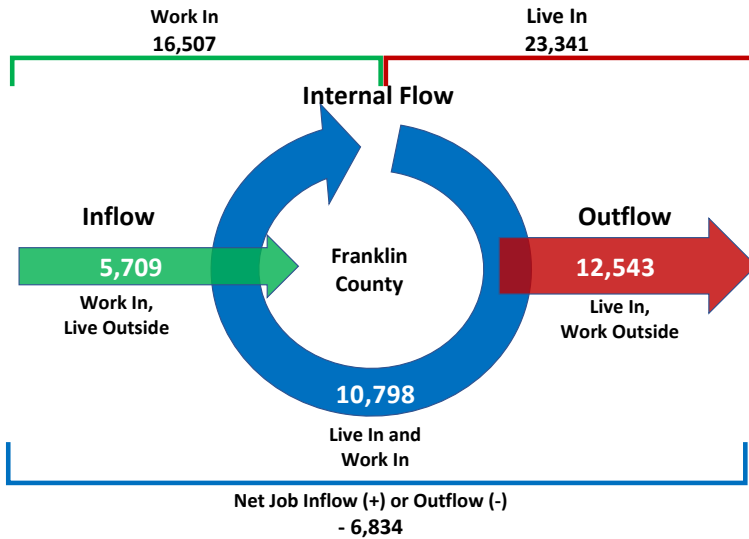 Work In
16,507
Live In
23,341
Internal Flow
Inflow
5,709
Work In,
Live Outside
Franklin
County
Outflow
12,543
Live In,
Work Outside
10,798
Live In and
Work In
Net Job Inflow (+) or Outflow (-)
- 6,834